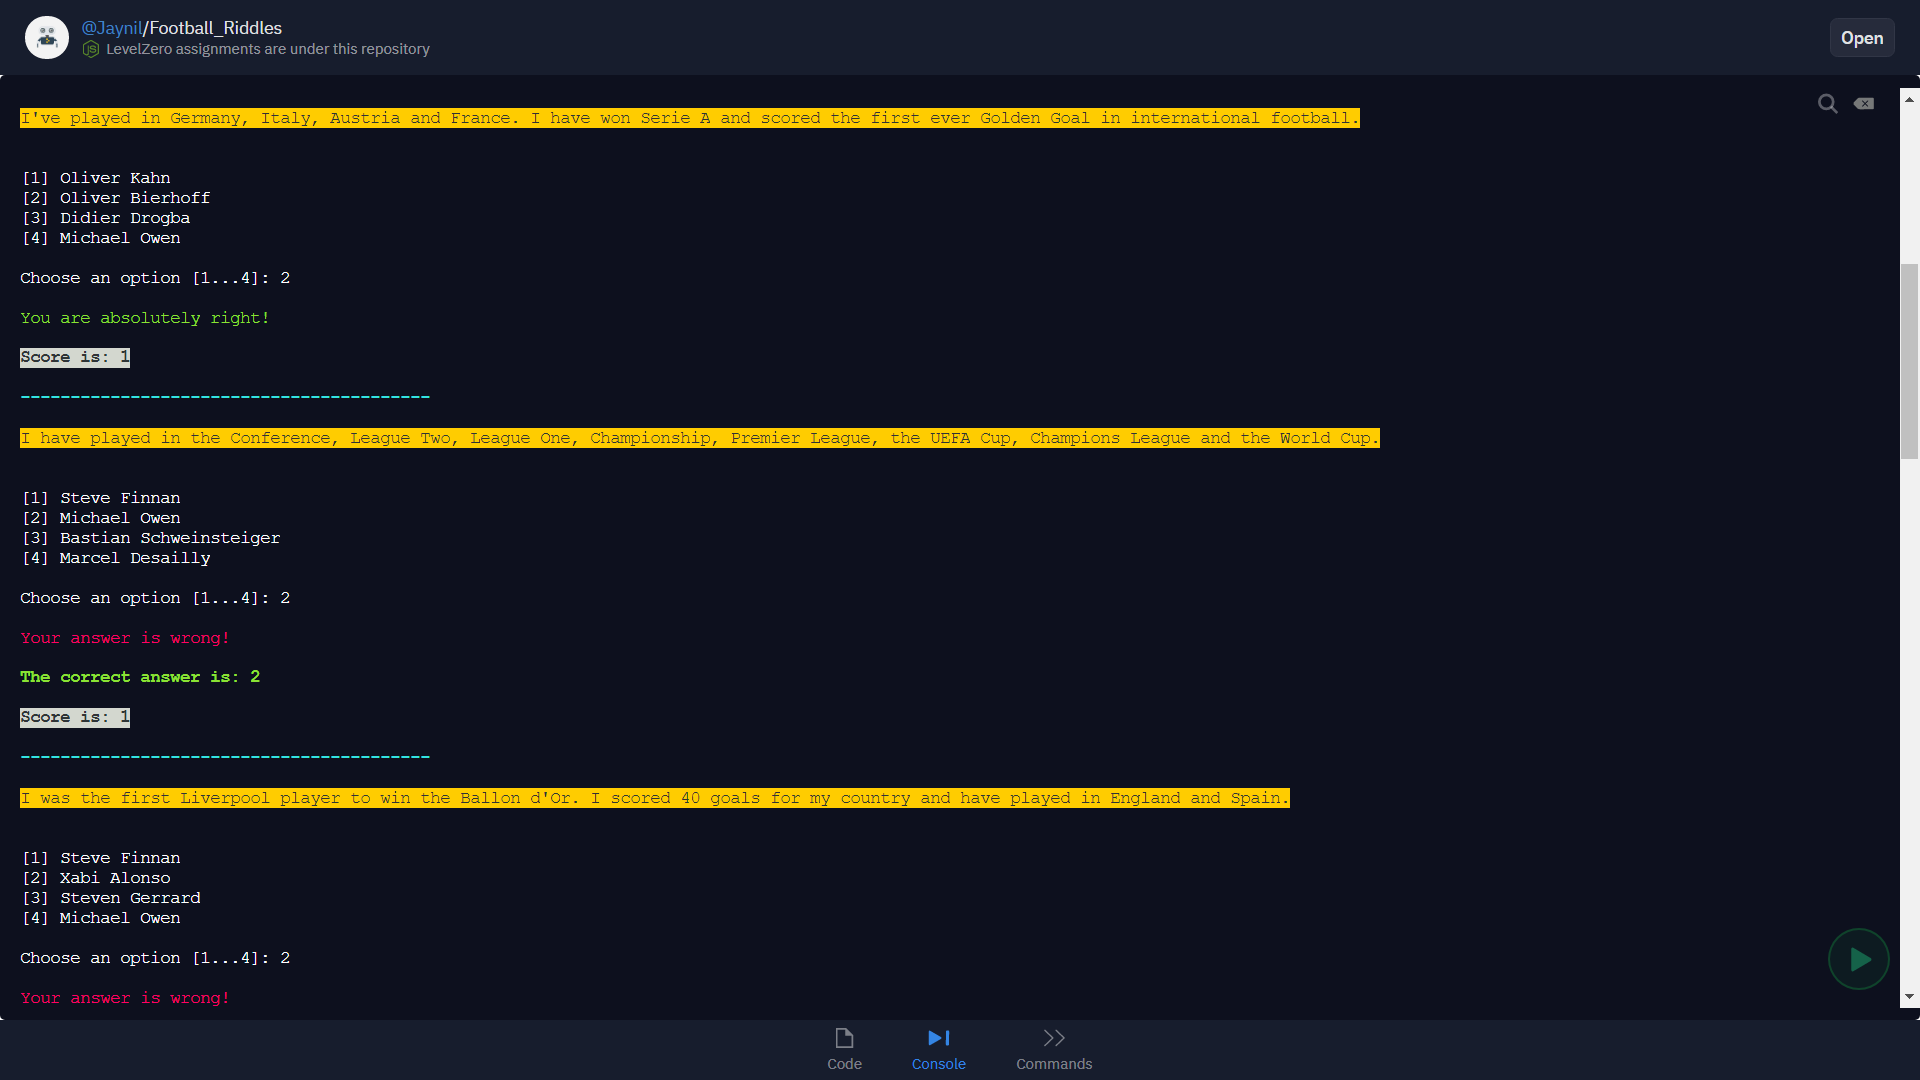 @Jaynil/Football_Riddles
LevelZero assignments are under this repository
Open
I've played in Germany, Italy, Austria and France. I have won Serie A and scored the first ever Golden Goal in international football.
[1] Oliver Kahn
[2] Oliver Bierhoff
[3] Didier Drogba
[4] Michael Owen
Choose an option [1...4]: 2
You are absolutely right!
Score is: 1
-----------------------------------------
I have played in the Conference, League Two, League One, Championship, Premier League, the UEFA Cup, Champions League and the World Cup.
[1] Steve Finnan
[2] Michael Owen
[3] Bastian Schweinsteiger
[4] Marcel Desailly
Choose an option [1...4]: 2
Your answer is wrong!
The correct answer is: 2
Score is: 1
-----------------------------------------
I was the first Liverpool player to win the Ballon d'Or. I scored 40 goals for my country and have played in England and Spain.
[1] Steve Finnan
[2] Xabi Alonso
[3] Steven Gerrard
[4] Michael Owen
Choose an option [1...4]: 2
Your answer is wrong!
Code
Console
Commands